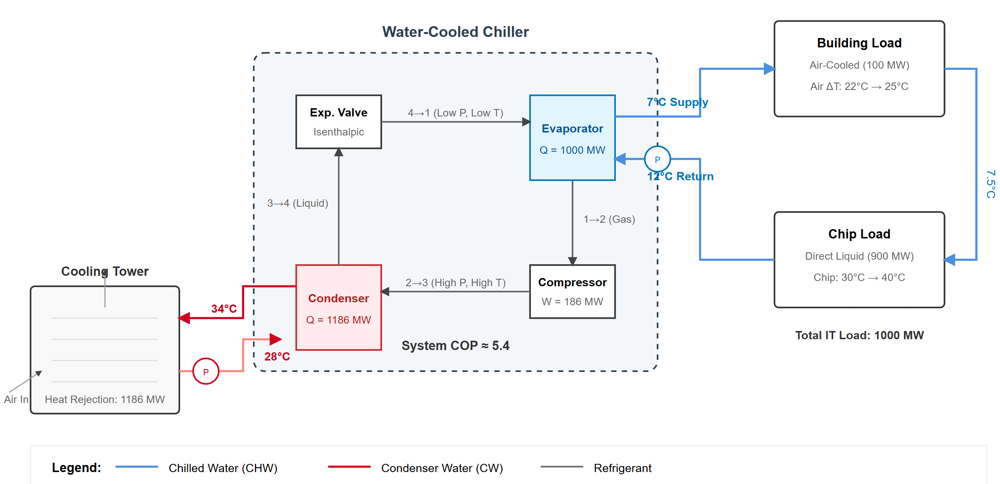 Water-Cooled Chiller
Building Load
Air-Cooled (100 MW)
Air ΔT: 22°C → 25°C
7°C Supply
Exp. Valve
Isenthalpic
4→1 (Low P, Low T)
Evaporator
Q = 1000 MW
P
12°C Return
7.5°C
3→4 (Liquid)
1→2 (Gas)
Chip Load
Direct Liquid (900 MW)
Chip: 30°C → 40°C
Cooling Tower
34°C
Condenser
Q = 1186 MW
2→3 (High P, High T)
Compressor
W = 186 MW
Total IT Load: 1000 MW
System COP ≈ 5.4
28°C
P
Air In
Heat Rejection: 1186 MW
Legend:
Chilled Water (CHW)
Condenser Water (CW)
Refrigerant